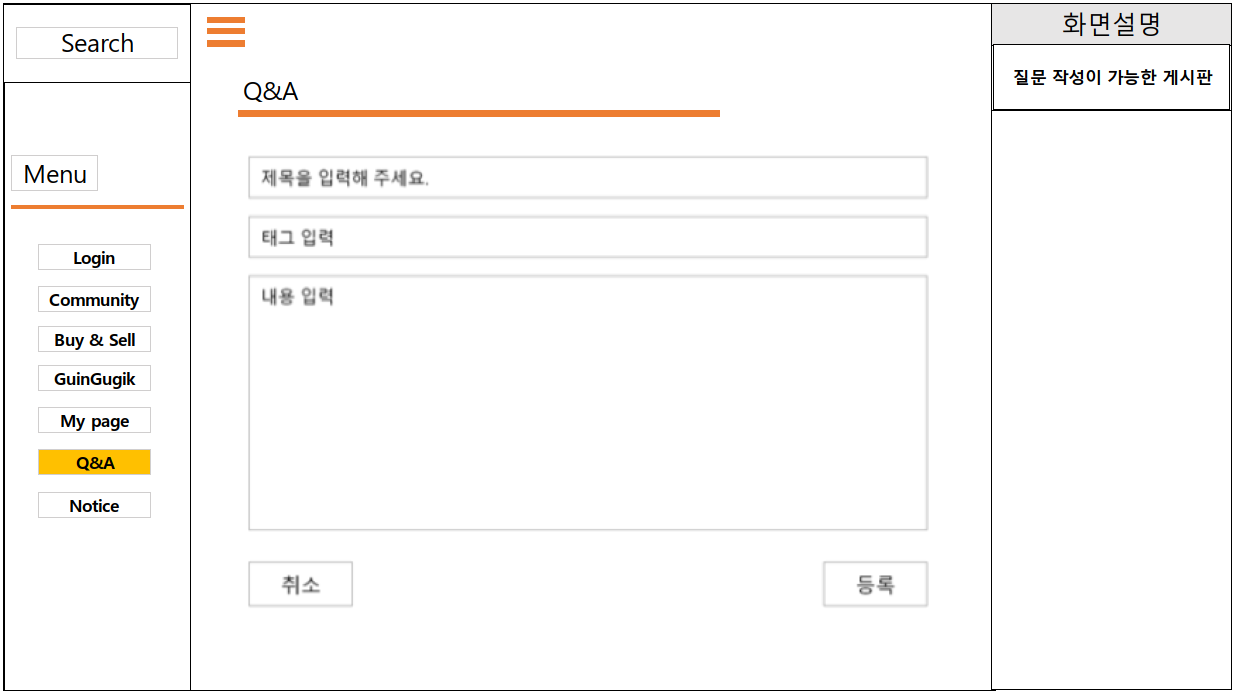 Search
Menu
Login
Community
Buy & Sell
GuinGugik
My page
Q&A
Notice
Q&A
제목을 입력해 주세요.
태그 입력
내용 입력
취소
등록
화면설명
질문 작성이 가능한 게시판